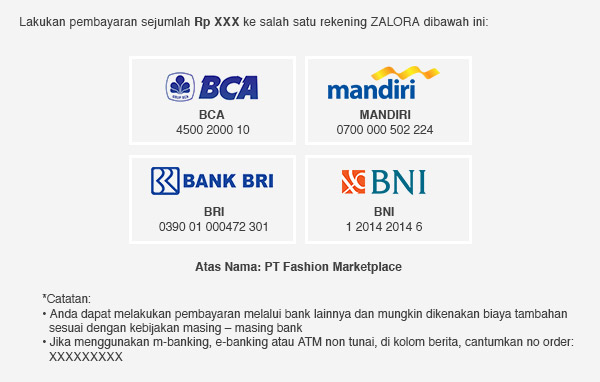 Lakukan pembayaran sejumlah Rp XXX ke salah satu rekening ZALORA dibawah ini:
BCA
BCA
4500 2000 10
mandiri
MANDIRI
0700 000 502 224
BANK BRI
BRI
0390 01 000472 301
BNI
BNI
1 2014 2014 6
Atas Nama: PT Fashion Marketplace
*Catatan:
• Anda dapat melakukan pembayaran melalui bank lainnya dan mungkin dikenakan biaya tambahan
sesuai dengan kebijakan masing – masing bank
• Jika menggunakan m-banking, e-banking atau ATM non tunai, di kolom berita, cantumkan no order:
XXXXXXXXX